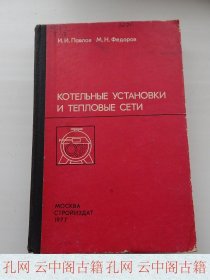 И. И. Павлов М. Н. Федоров
КОТЕЛЬНЫЕ УСТАНОВКИ
И ТЕПЛОВЫЕ СЕТИ
МОСКВА
СТРОЙИЗДАТ
1977
孔网 云中阁古籍 孔网 云中阁古籍